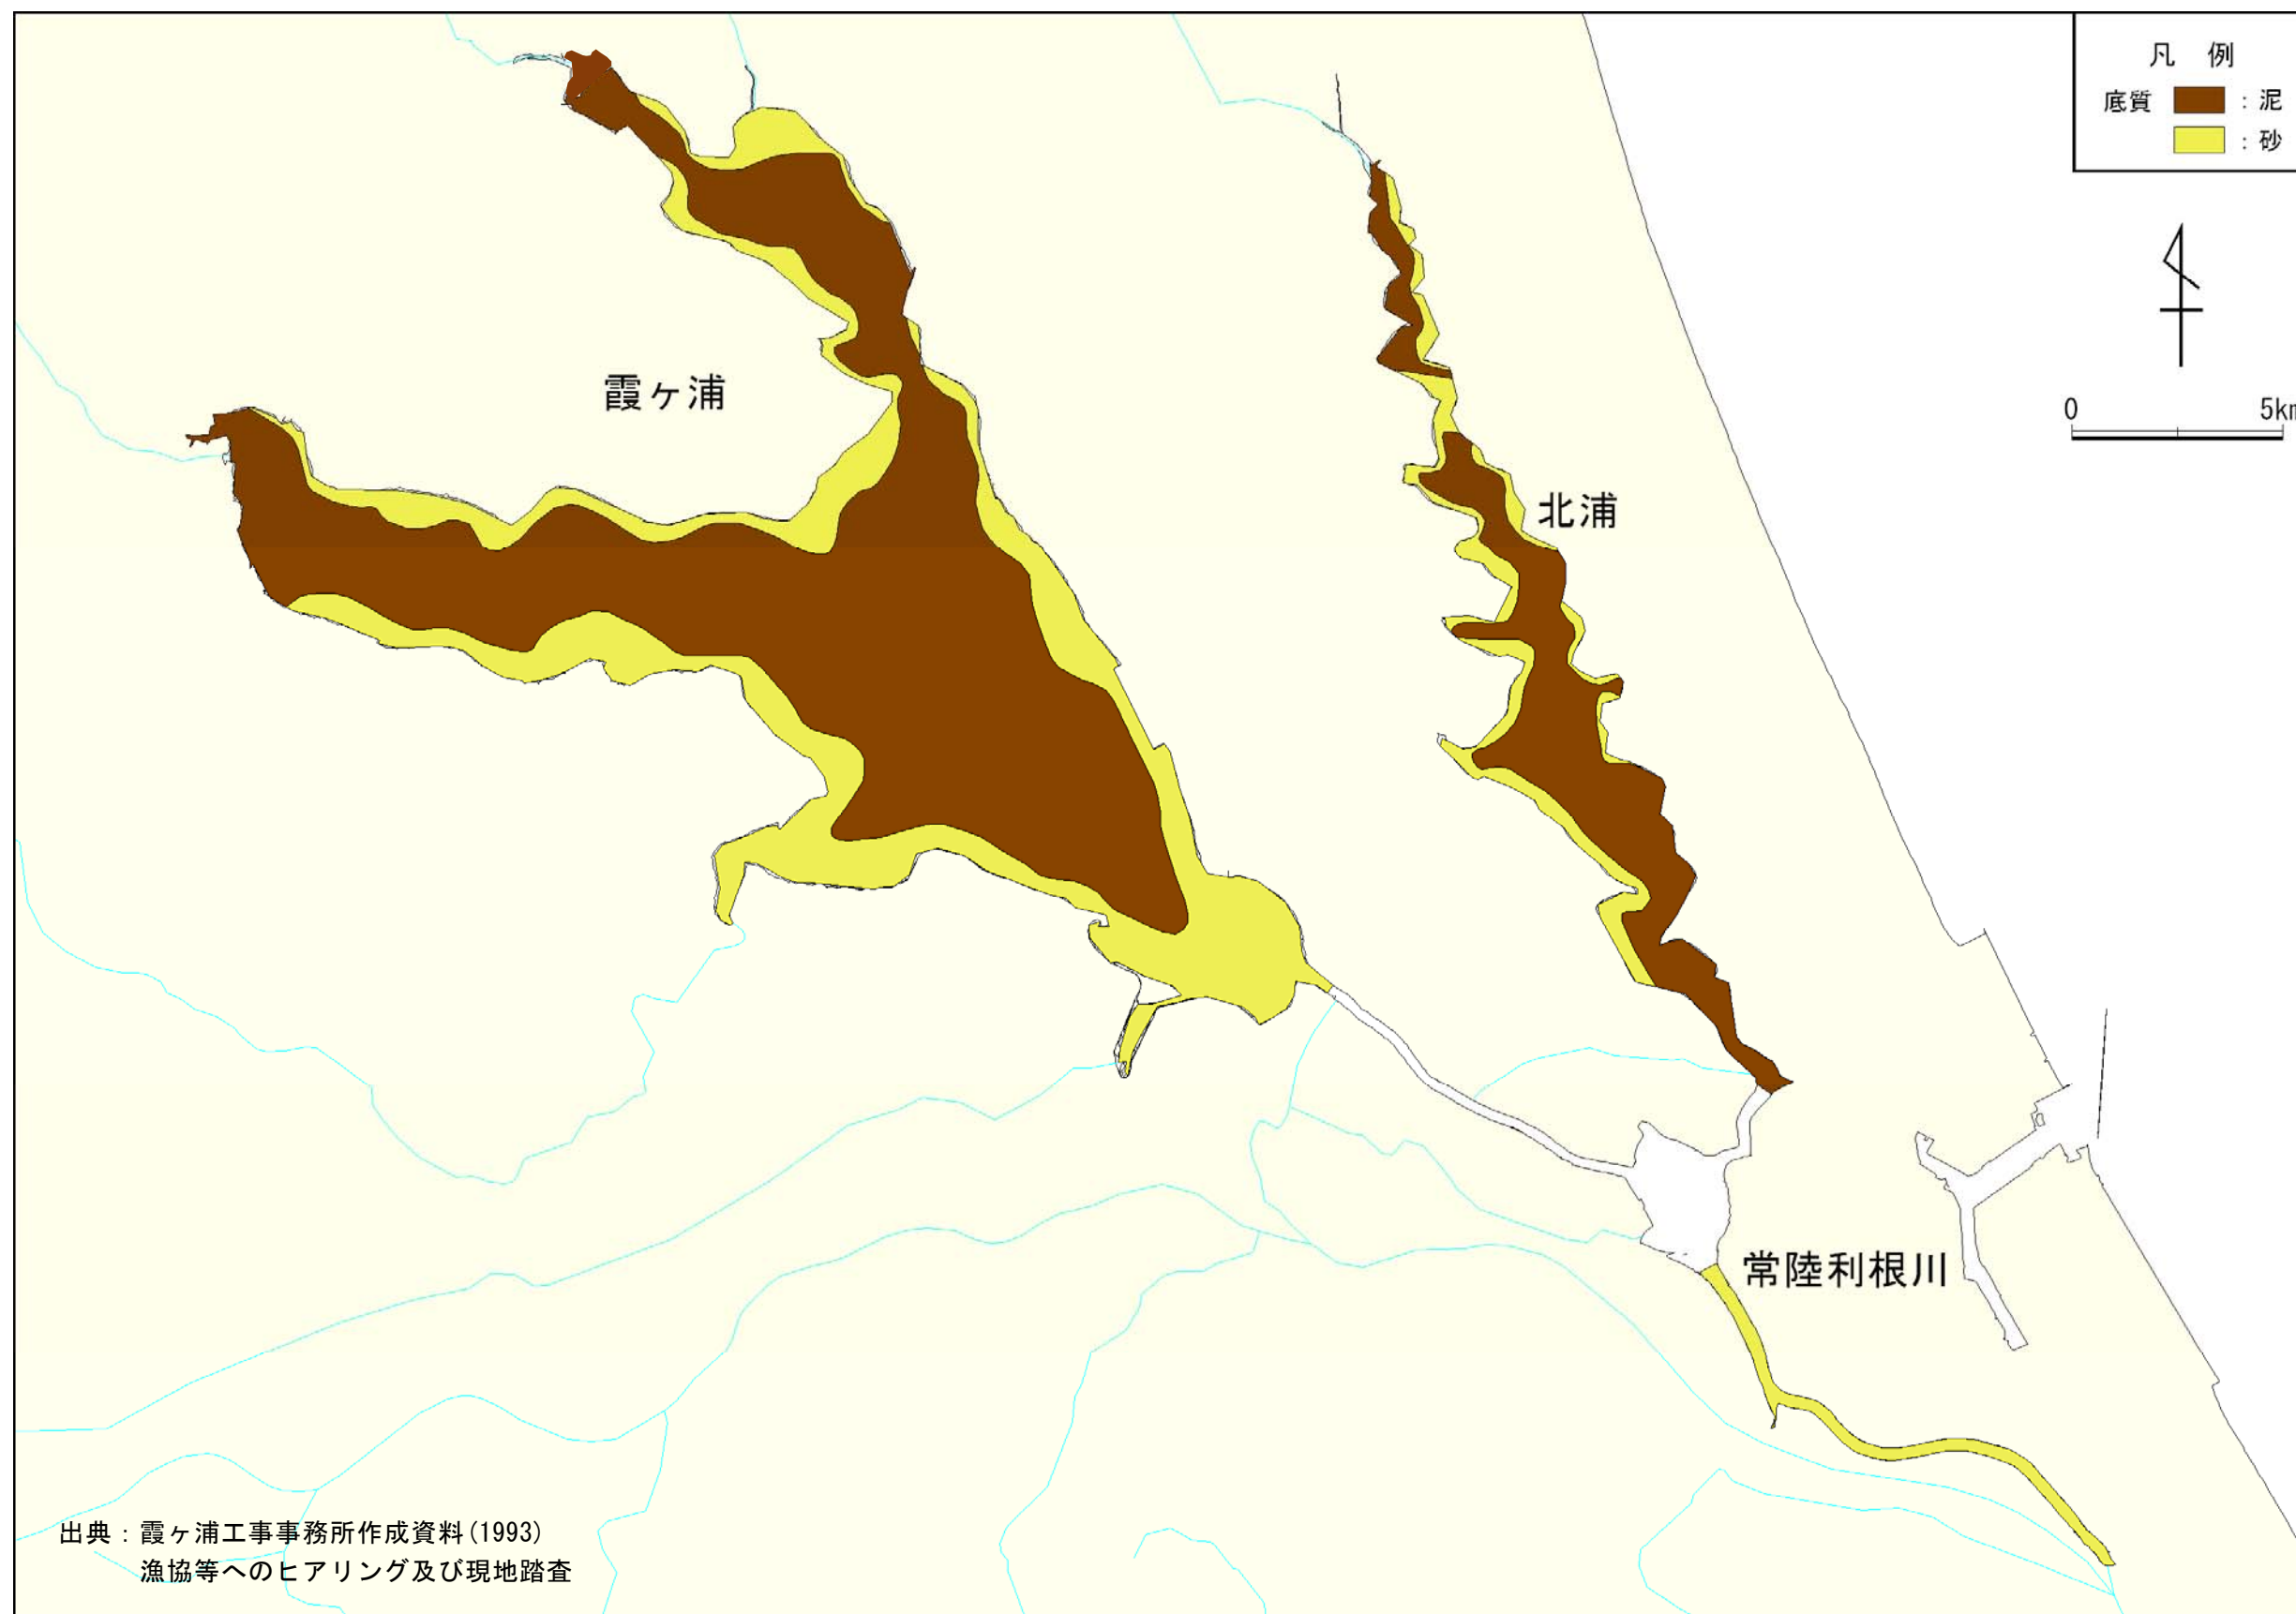 凡 例
底質 ：泥
：砂
0 5km
霞ヶ浦
北浦
常陸利根川
出典：霞ヶ浦工事事務所作成資料(1993)
漁協等へのヒアリング及び現地踏査